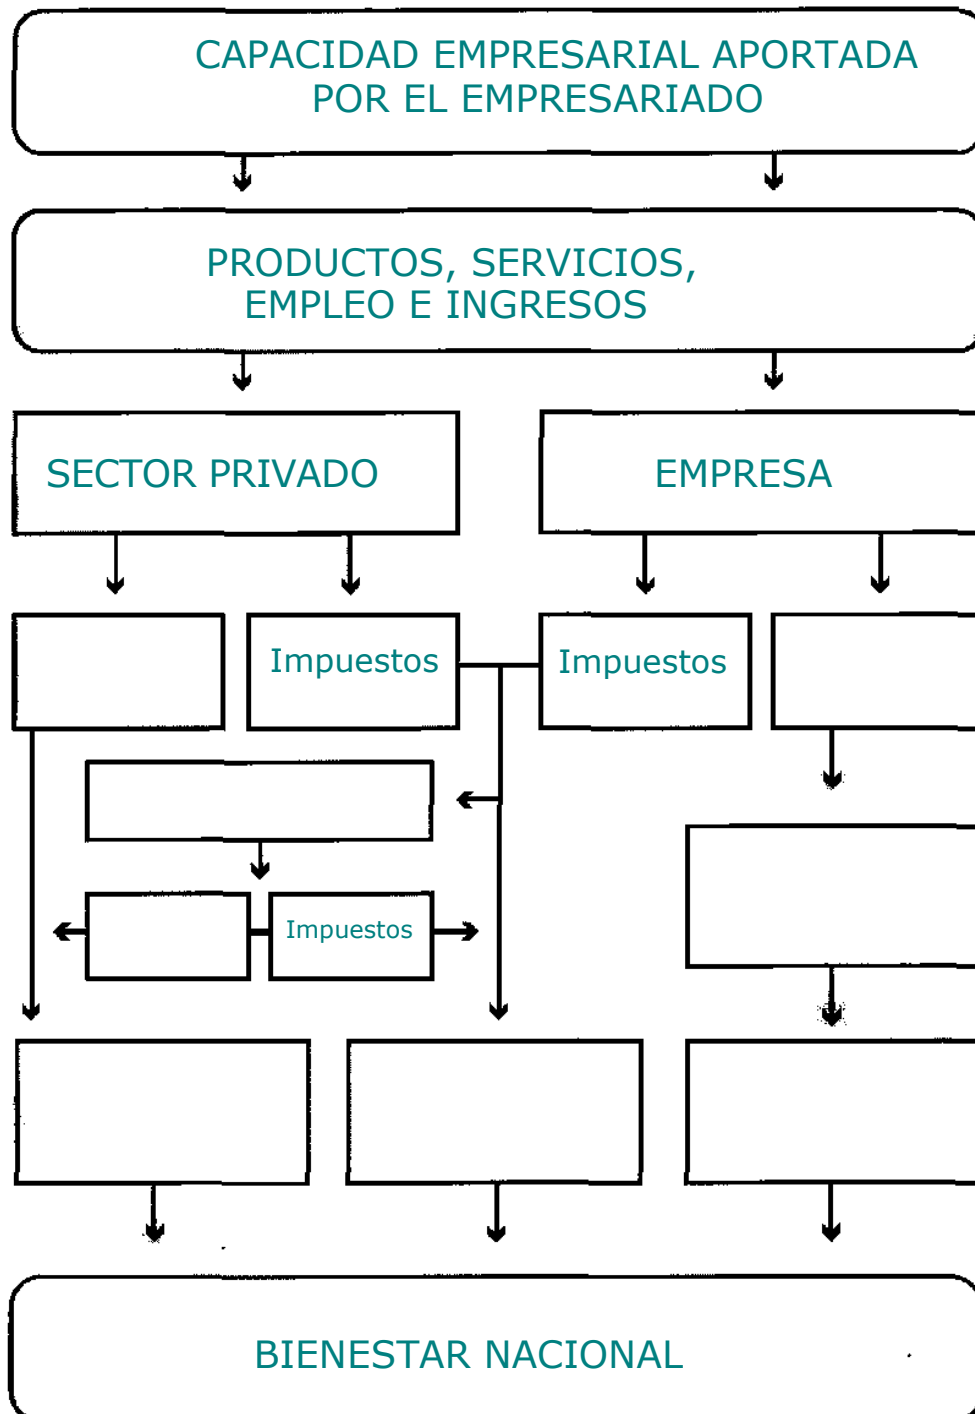 CAPACIDAD EMPRESARIAL APORTADA
POR EL EMPRESARIADO
PRODUCTOS, SERVICIOS,
EMPLEO E INGRESOS
SECTOR PRIVADO
EMPRESA
Impuestos
Impuestos
Impuestos
BIENESTAR NACIONAL